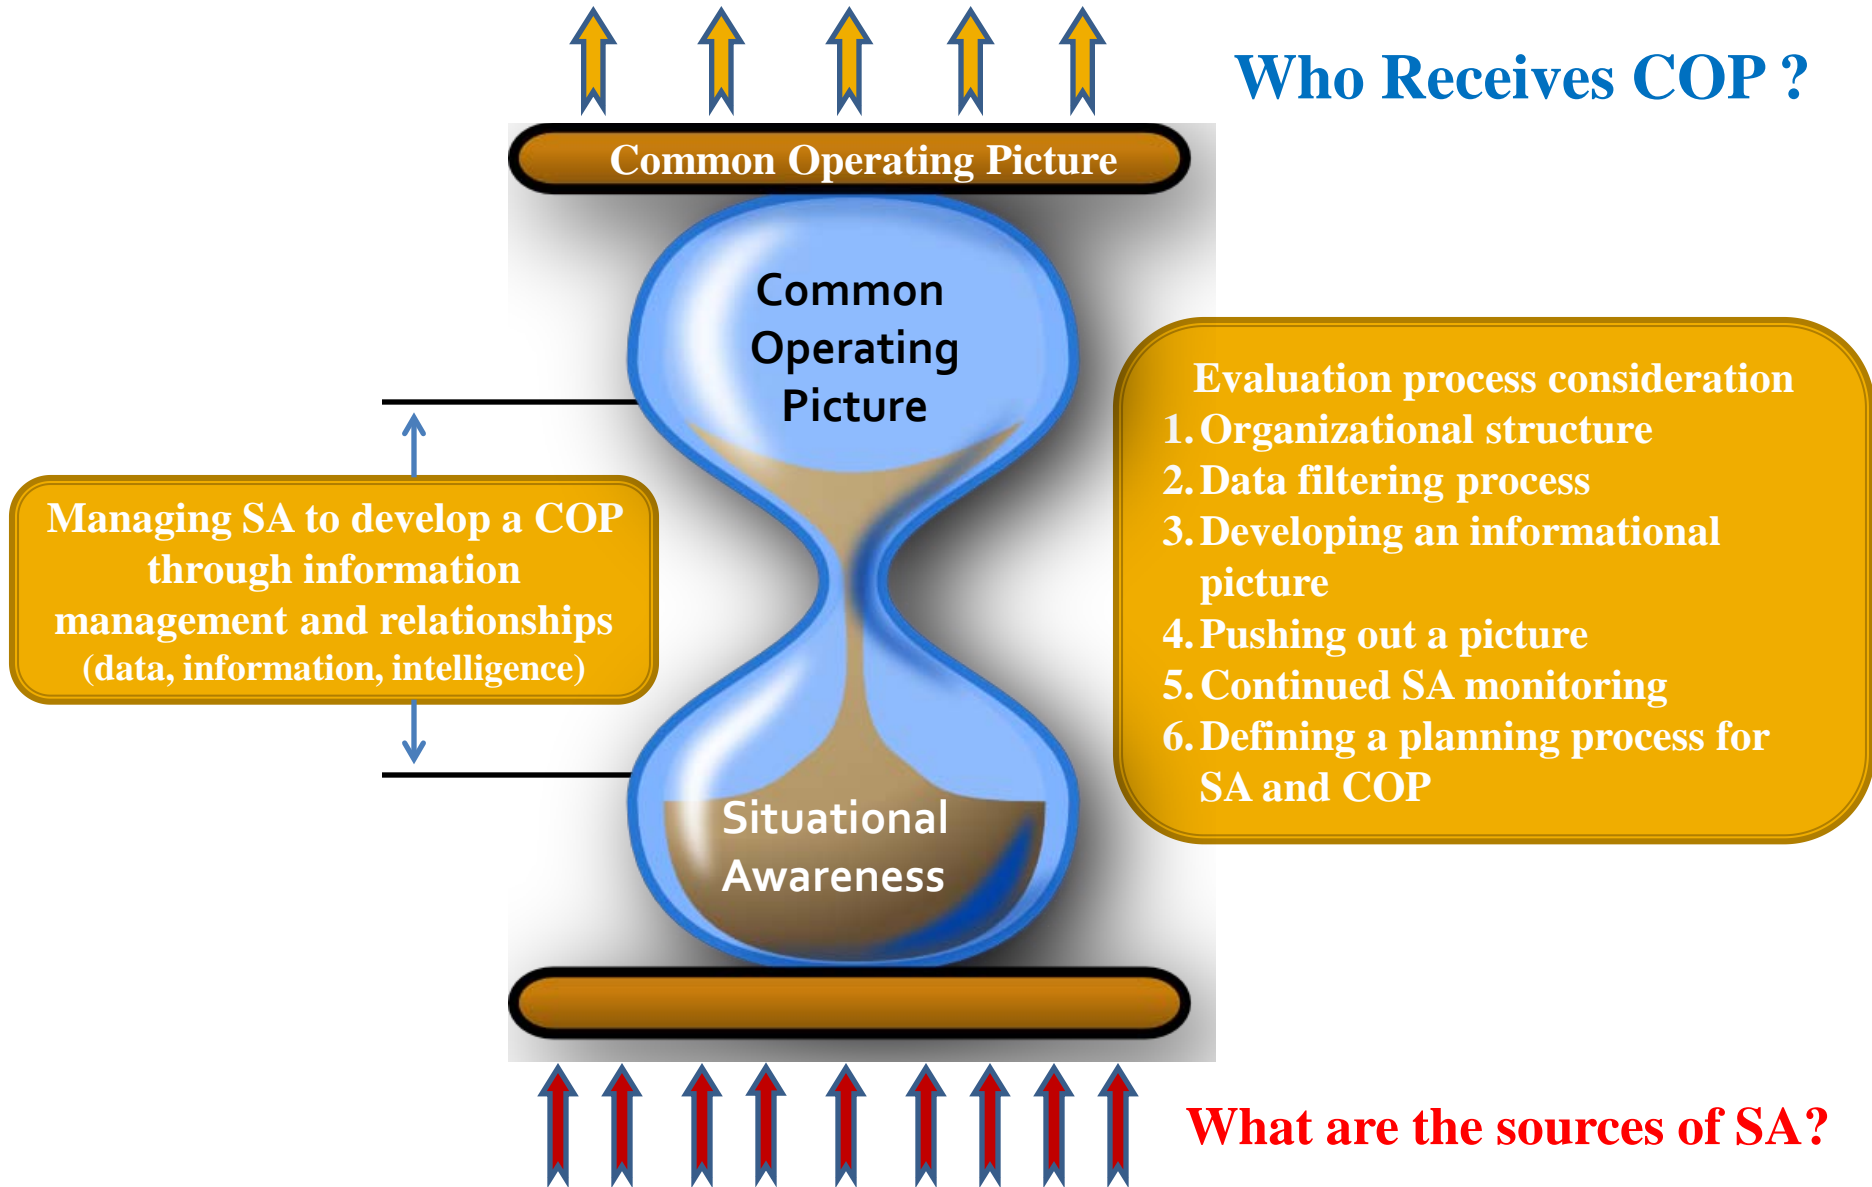 Who Receives COP ?
Common Operating Picture
Common
Operating
Picture
Managing SA to develop a COP
through information
management and relationships
(data, information, intelligence)
Evaluation process consideration
1. Organizational structure
2. Data filtering process
3. Developing an informational
picture
4. Pushing out a picture
5. Continued SA monitoring
6. Defining a planning process for
SA and COP
Situational
Awareness
What are the sources of SA?